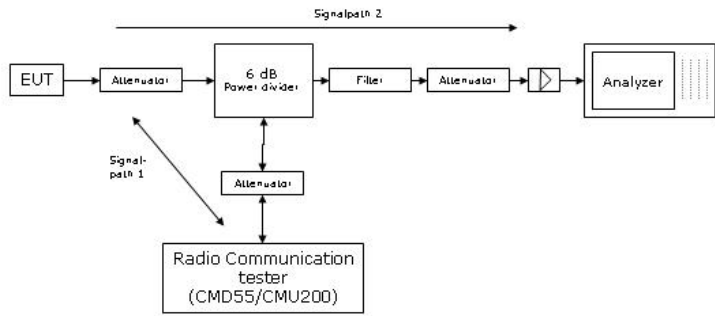 Signalpath 2
EUT
Attenuator
6 dB
Power divider
Filter
Attenuator
Analyzer
Signal-
path 1
Attenuator
Radio Communication
tester
(CMD55/CMU200)